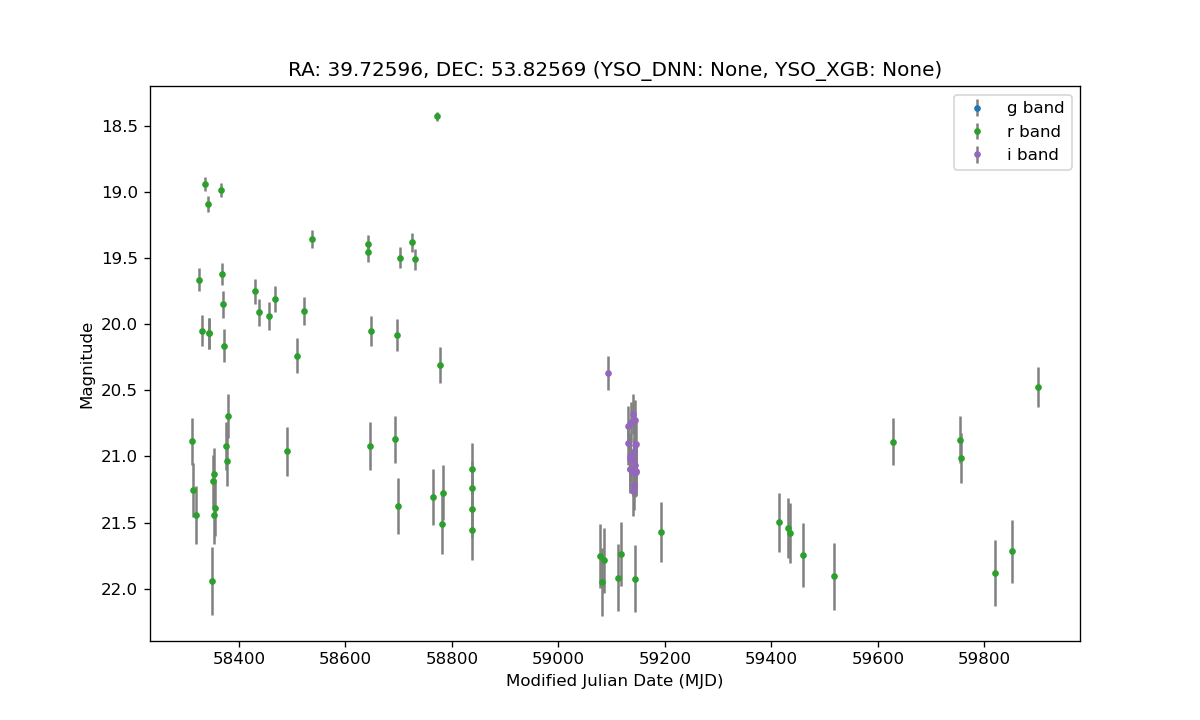 RA: 39.72596, DEC: 53.82569 (YSO_DNN: None, YSO_XGB: None)
g band
r band
i band
18.5
19.0
19.5
20.0
20.5
21.0
21.5
22.0
Magnitude
58400
58600
58800
59000
59200
59400
59600
59800
Modified Julian Date (MJD)